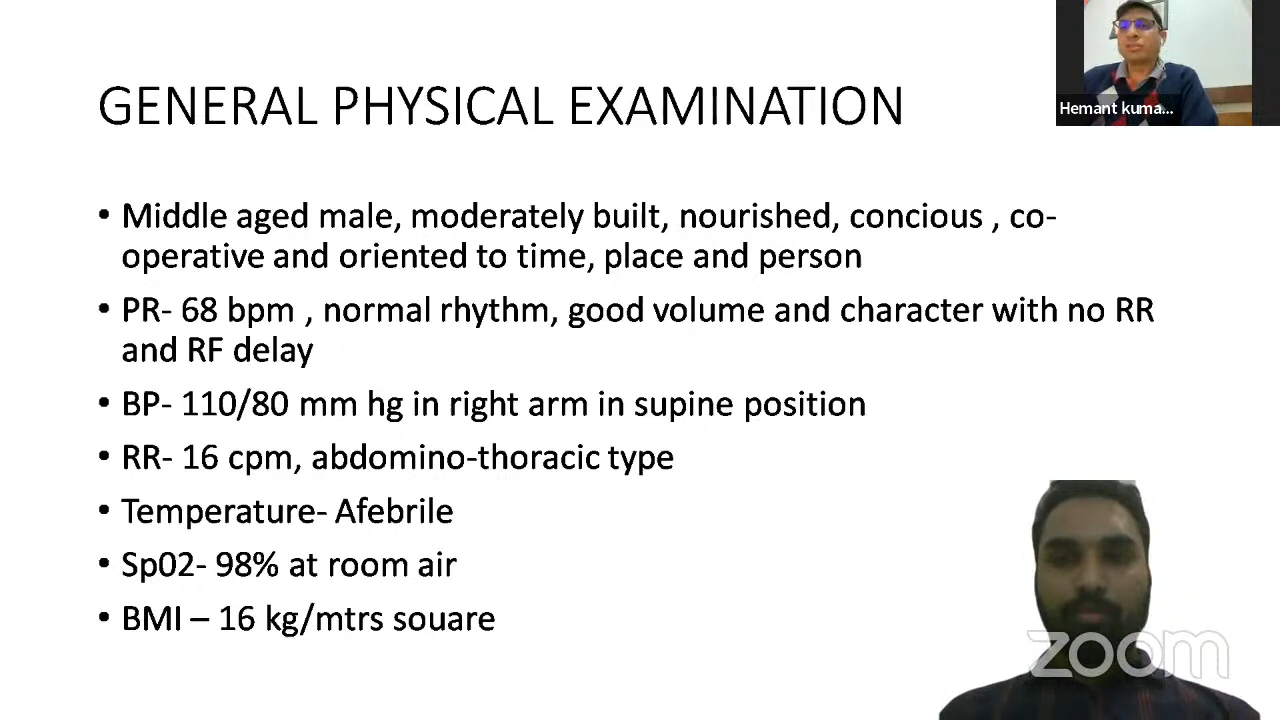 GENERAL PHYSICAL EXAMINATION
Hemant kuma...
• Middle aged male, moderately built, nourished, concious , co-
operative and oriented to time, place and person
• PR- 68 bpm , normal rhythm, good volume and character with no RR
and RF delay
• BP- 110/80 mm hg in right arm in supine position
• RR- 16 cpm, abdomino-thoracic type
• Temperature- Afebrile
• Sp02- 98% at room air
• BMI – 16 kg/mtrs souare
zoom